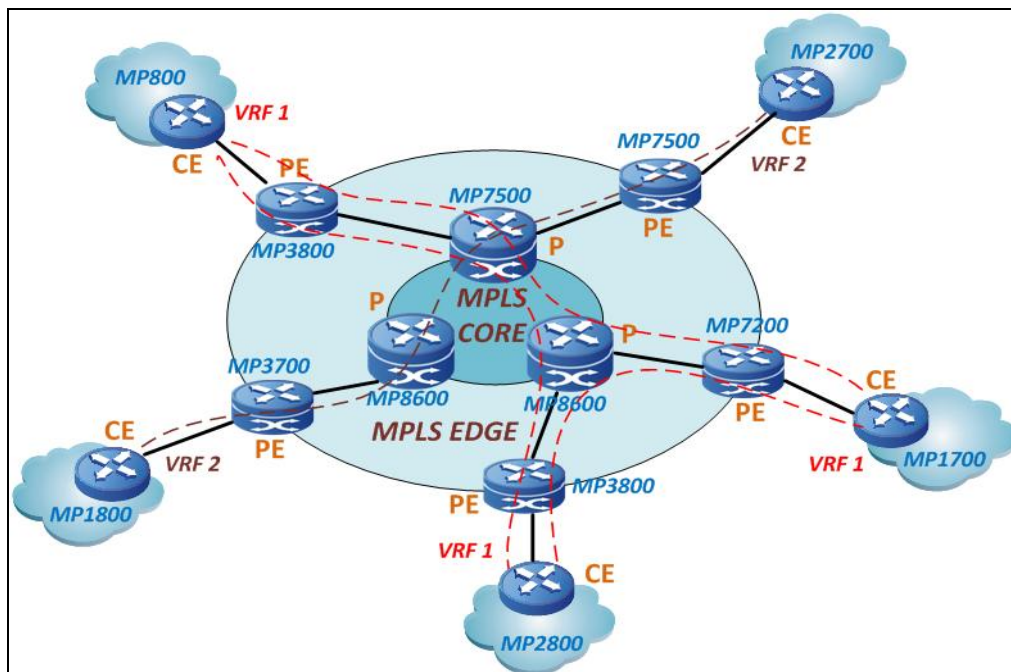 MP800
VRF 1
CE
MP2700
CE
VRF 2
PE
MP3800
MP7500
P
MP7500
PE
MPLS
CORE
P
MP8600
P
MP8600
MP7200
PE
CE
VRF 1
MP1700
MP3700
PE
MPLS EDGE
CE
VRF 2
MP1800
PE
MP3800
VRF 1
CE
MP2800